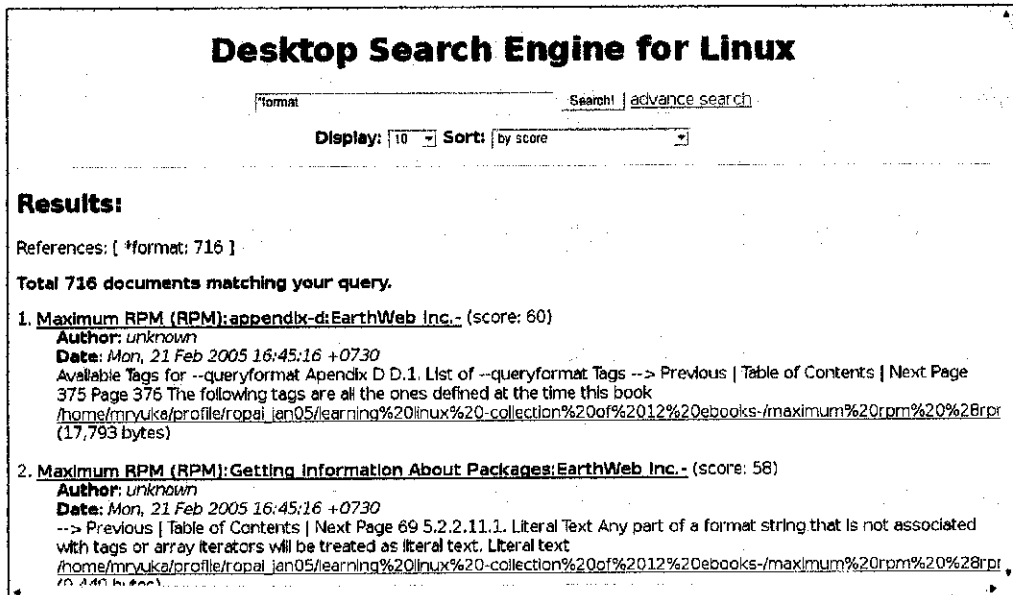 Desktop Search Engine for Linux
*format Search! | advance search
Display: 10 Sort: by score
Results:
References: [ *format: 716 ]
Total 716 documents matching your query.
1. Maximum RPM (RPM):appendix-d:EarthWeb Inc.- (score: 60)
Author: unknown
Date: Mon, 21 Feb 2005 16:45:16 +0730
Available Tags for --queryformat Apendix D D.1. List of --queryformat Tags --> Previous | Table of Contents | Next Page
375 Page 376 The following tags are all the ones defined at the time this book
/home/mryuka/profile/ropai_jan05/learning%20linux%20-collection%20of%2012%20ebooks-/maximum%20rpm%20%28rpr
(17,793 bytes)
2. Maximum RPM (RPM):Getting Information About Packages:EarthWeb Inc.- (score: 58)
Author: unknown
Date: Mon, 21 Feb 2005 16:45:16 +0730
--> Previous | Table of Contents | Next Page 69 5.2.2.11.1. Literal Text Any part of a format string that is not associated
with tags or array iterators will be treated as literal text. Literal text
/home/mryuka/profile/ropai_jan05/learning%20linux%20-collection%20of%2012%20ebooks-/maximum%20rpm%20%28rpr